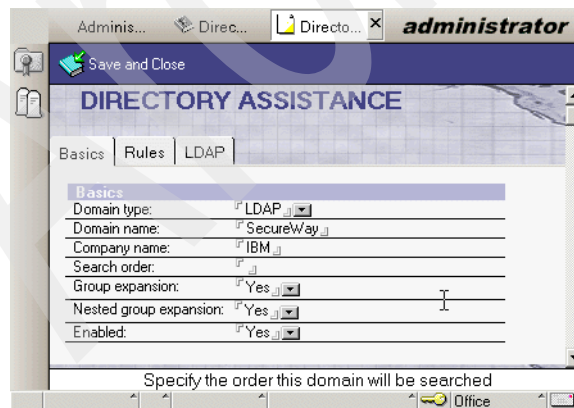 Adminis... Direc... Directo... × administrator
Save and Close
DIRECTORY ASSISTANCE
Basics Rules LDAP
Basics
Domain type: LDAP
Domain name: SecureWay
Company name: IBM
Search order:
Group expansion: Yes
Nested group expansion: Yes
Enabled: Yes
Specify the order this domain will be searched
Office